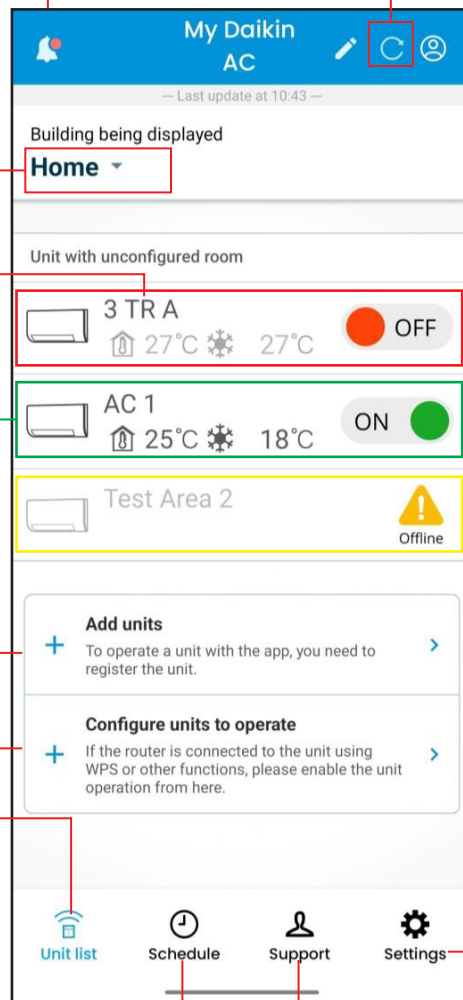 My Daikin
AC
— Last update at 10:43 —
Building being displayed
Home
Unit with unconfigured room
3 TR A
27°C 27°C
OFF
AC 1
25°C 18°C
ON
Test Area 2
Offline
Add units
To operate a unit with the app, you need to
register the unit.
Configure units to operate
If the router is connected to the unit using
WPS or other functions, please enable the unit
operation from here.
Unit list Schedule Support Settings